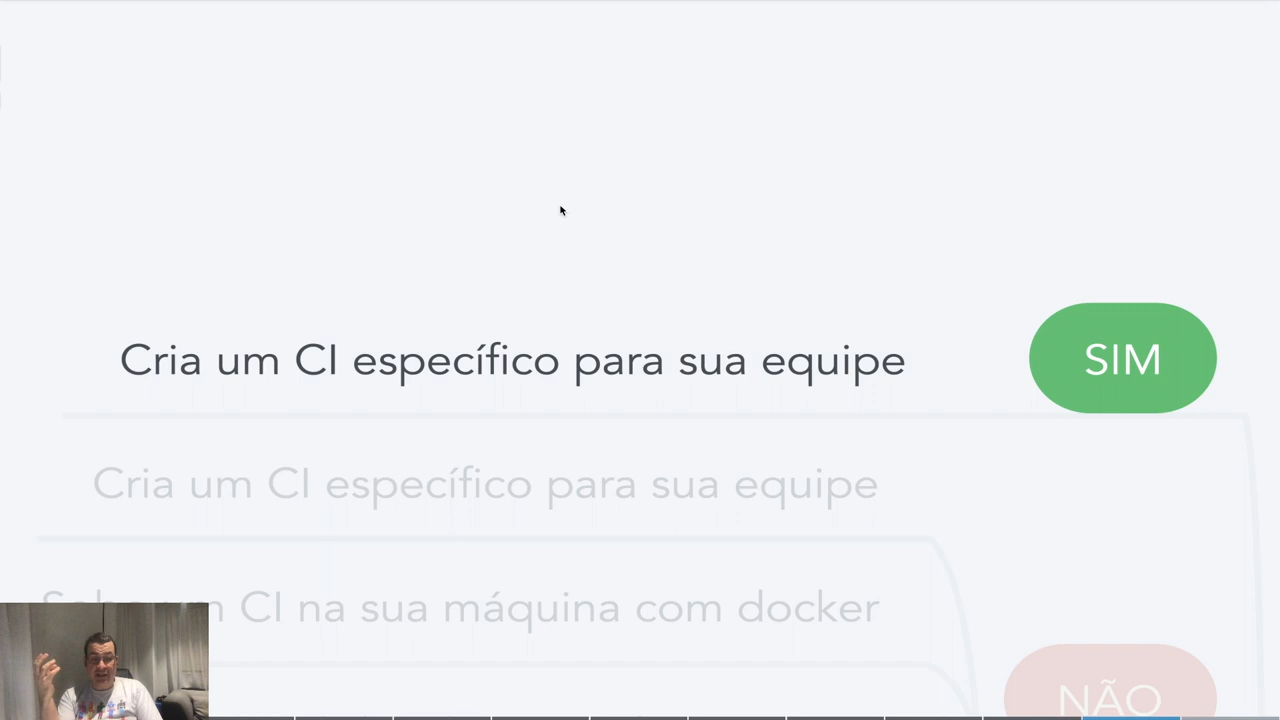 Cria um CI específico para sua equipe
SIM
Cria um CI específico para sua equipe
CI na sua máquina com docker
NÃO